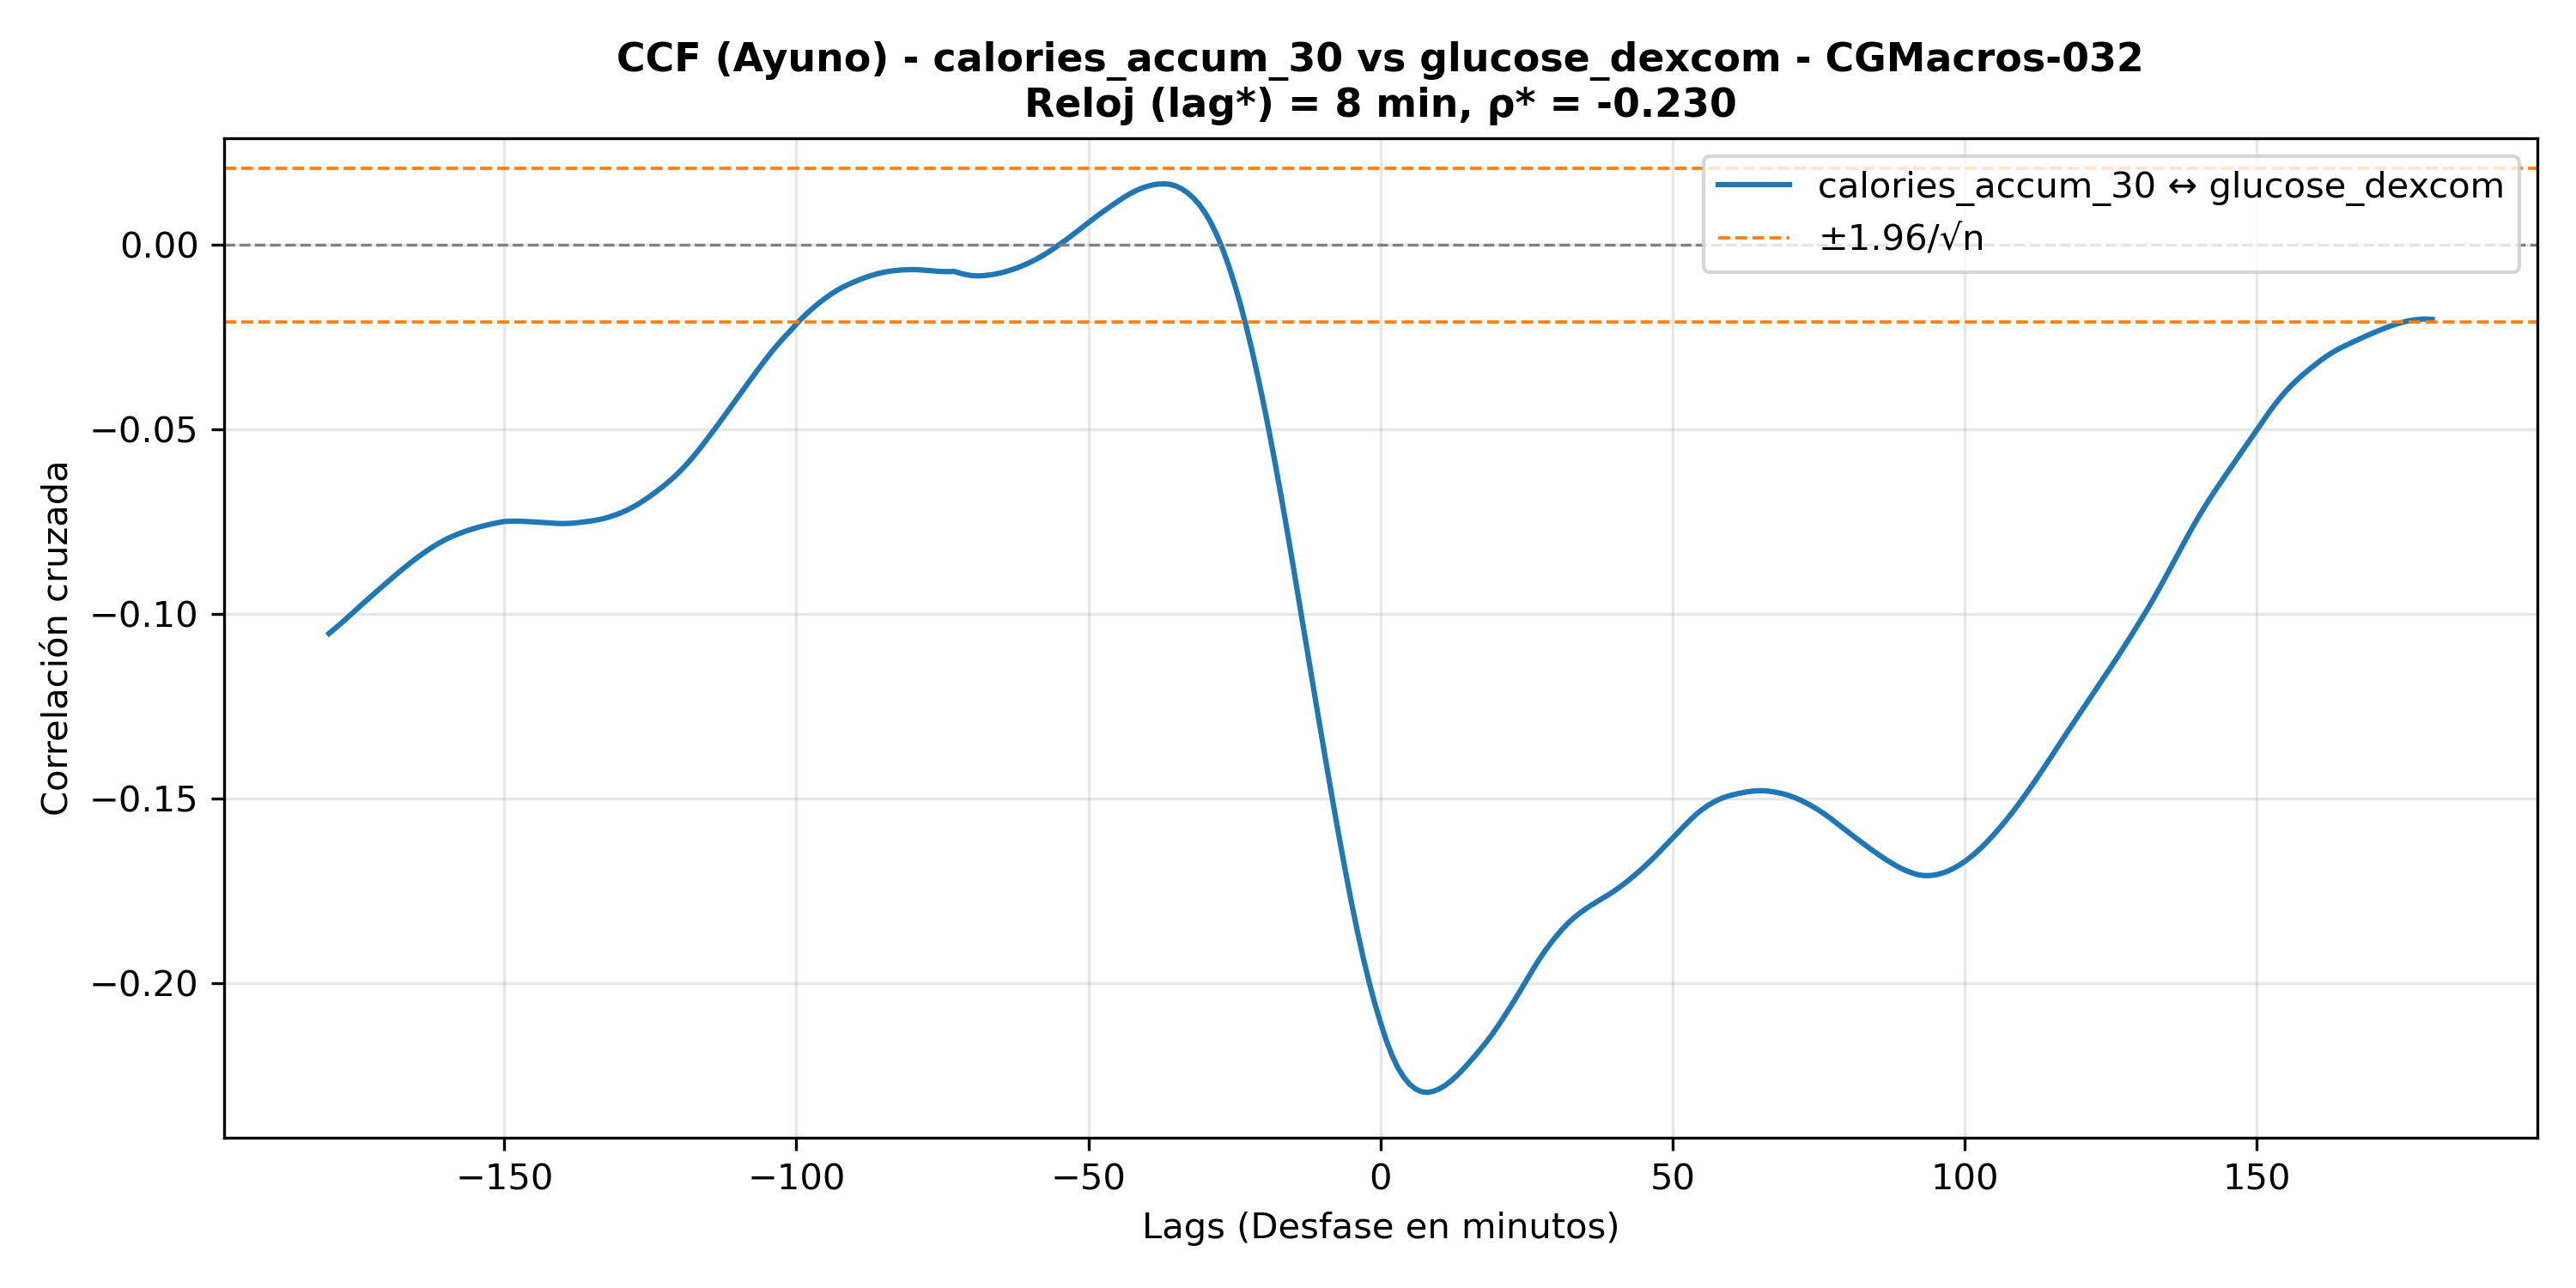 CCF (Ayuno) - calories_accum_30 vs glucose_dexcom - CGMacros-032
Reloj (lag*) = 8 min, ρ* = -0.230
calories_accum_30 ↔ glucose_dexcom
±1.96/√n
Correlación cruzada
0.00
−0.05
−0.10
−0.15
−0.20
−150
−100
−50
0
50
100
150
Lags (Desfase en minutos)